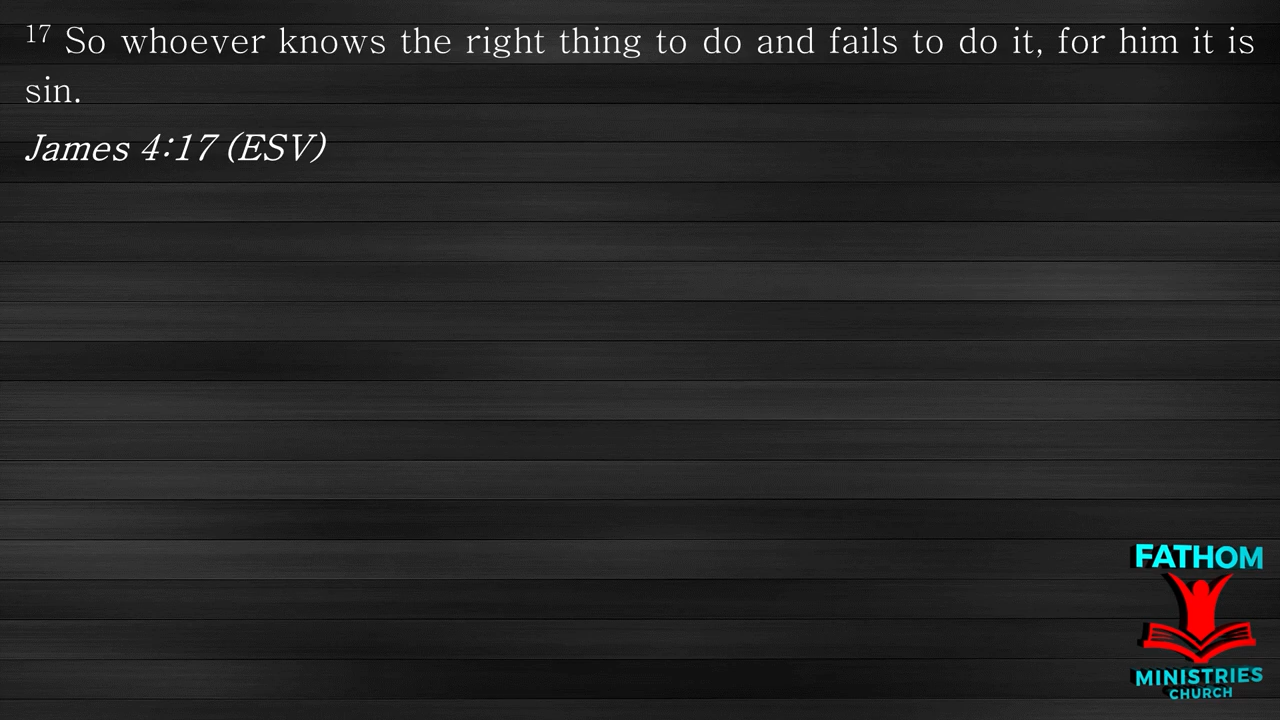 17 So whoever knows the right thing to do and fails to do it, for him it is
sin.
James 4:17 (ESV)
FATHOM
MINISTRIES
CHURCH